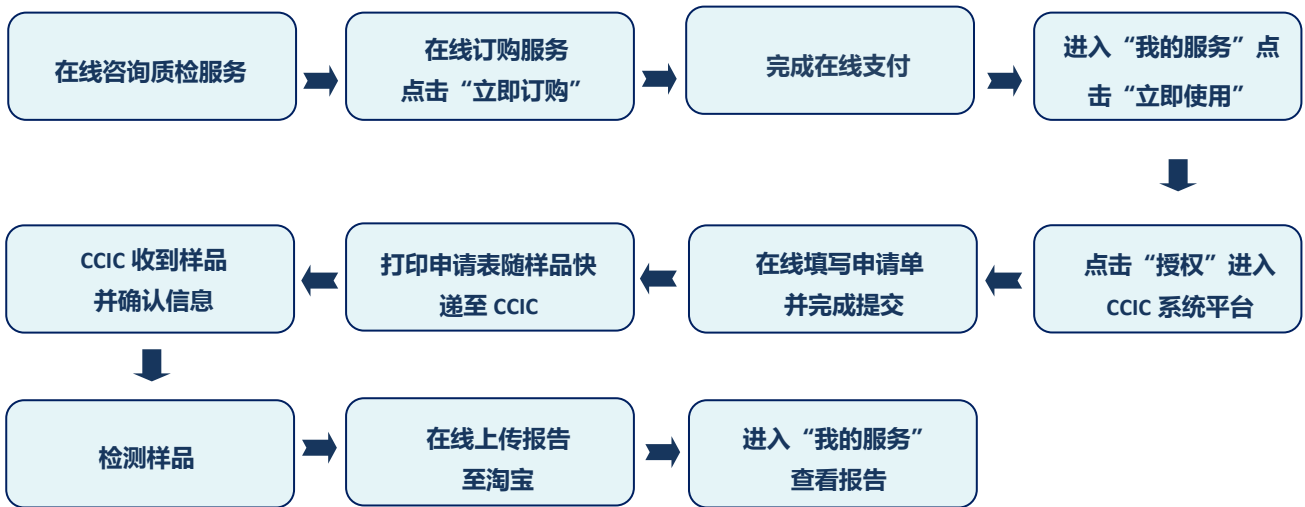 在线咨询质检服务
在线订购服务
点击“立即订购”
完成在线支付
进入“我的服务”点
击“立即使用”
点击“授权”进入
CCIC 系统平台
在线填写申请单
并完成提交
打印申请表随样品快
递至 CCIC
CCIC 收到样品
并确认信息
检测样品
在线上传报告
至淘宝
进入“我的服务”
查看报告